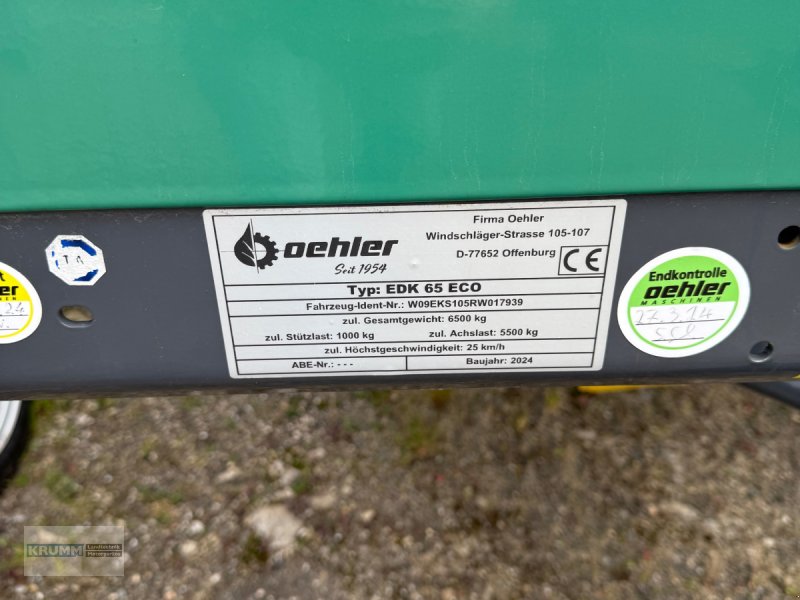 oehler
Seit 1954
Firma Oehler
Windschläger-Strasse 105-107
D-77652 Offenburg
CE
Typ: EDK 65 ECO
Fahrzeug-Ident-Nr.: W09EKS105RW017939
zul. Gesamtgewicht: 6500 kg
zul. Stützlast: 1000 kg zul. Achslast: 5500 kg
zul. Höchstgeschwindigkeit: 25 km/h
ABE-Nr.: - - - Baujahr: 2024
Endkontrolle
oehler
MASCHINEN
KRUMM Landtechnik
Motorgeräte